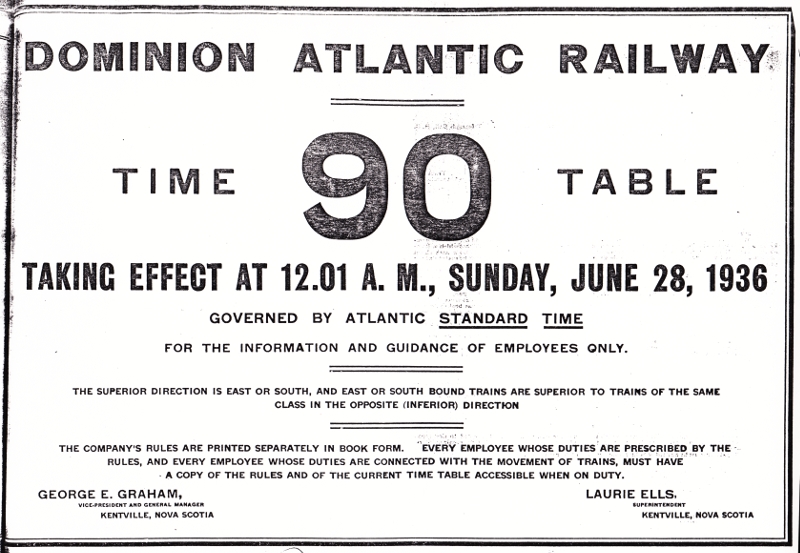 DOMINION ATLANTIC RAILWAY
TIME 90 TABLE
TAKING EFFECT AT 12.01 A. M., SUNDAY, JUNE 28, 1936
GOVERNED BY ATLANTIC STANDARD TIME
FOR THE INFORMATION AND GUIDANCE OF EMPLOYEES ONLY.
THE SUPERIOR DIRECTION IS EAST OR SOUTH, AND EAST OR SOUTH BOUND TRAINS ARE SUPERIOR TO TRAINS OF THE SAME
CLASS IN THE OPPOSITE (INFERIOR) DIRECTION
THE COMPANY'S RULES ARE PRINTED SEPARATELY IN BOOK FORM. EVERY EMPLOYEE WHOSE DUTIES ARE PRESCRIBED BY THE
RULES, AND EVERY EMPLOYEE WHOSE DUTIES ARE CONNECTED WITH THE MOVEMENT OF TRAINS, MUST HAVE
A COPY OF THE RULES AND OF THE CURRENT TIME TABLE ACCESSIBLE WHEN ON DUTY.
GEORGE E. GRAHAM,
VICE-PRESIDENT AND GENERAL MANAGER
KENTVILLE, NOVA SCOTIA
LAURIE ELLS,
SUPERINTENDENT
KENTVILLE, NOVA SCOTIA